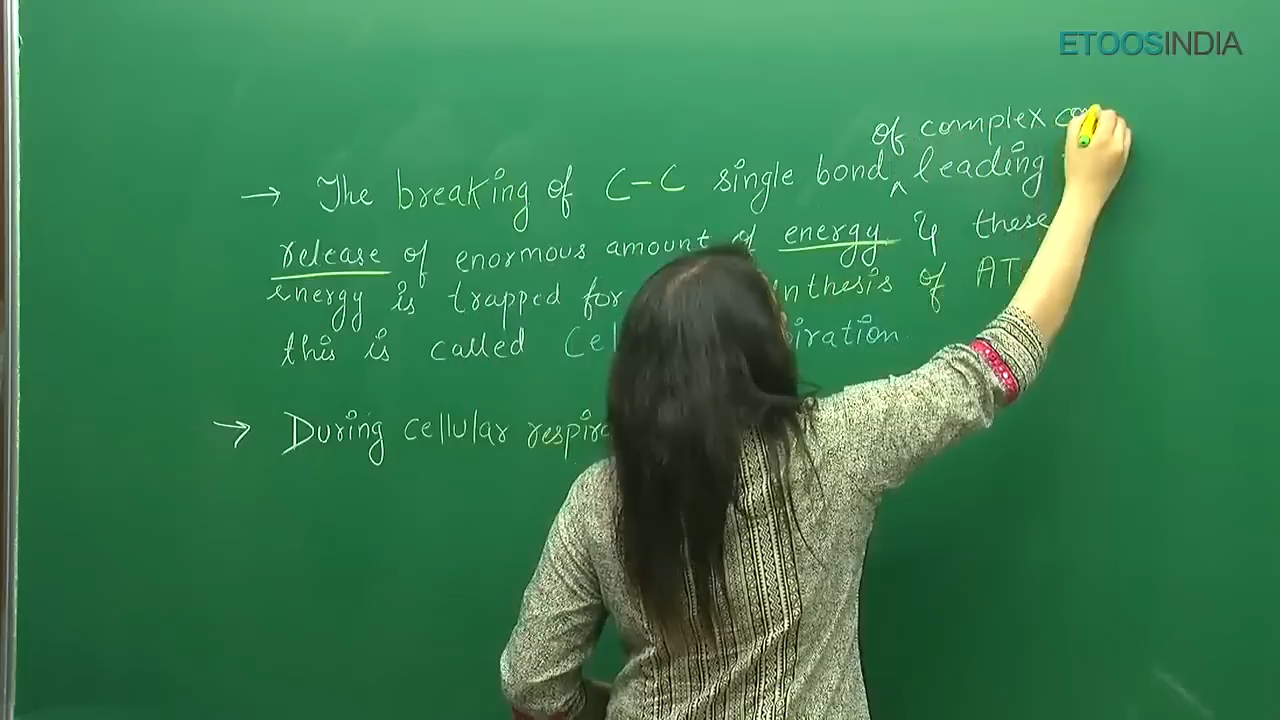 ETOOSINDIA
of complex
→ The breaking of C-C single bond ^ leading
release of enormous amount of energy & these
energy is trapped for nthesis of AT
this is called Cel iration.
→ During cellular respira